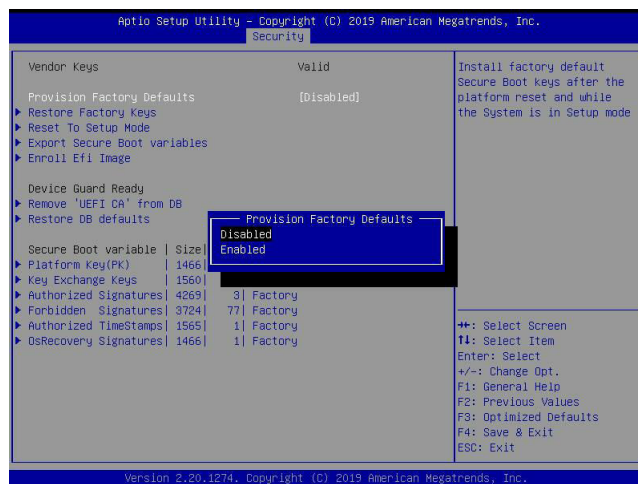 Aptio Setup Utility – Copyright (C) 2019 American Megatrends, Inc.
Security
Vendor Keys Valid
Provision Factory Defaults [Disabled]
Restore Factory Keys
Reset To Setup Mode
Export Secure Boot variables
Enroll Efi Image
Device Guard Ready
Remove 'UEFI CA' from DB
Restore DB defaults
Secure Boot variable | Size|
Platform Key(PK) | 1466|
Key Exchange Keys | 1560|
Authorized Signatures| 4269| 3| Factory
Forbidden Signatures| 3724| 77| Factory
Authorized TimeStamps| 1565| 1| Factory
OsRecovery Signatures| 1466| 1| Factory
Provision Factory Defaults
Disabled
Enabled
Install factory default
Secure Boot keys after the
platform reset and while
the System is in Setup mode
→←: Select Screen
↑↓: Select Item
Enter: Select
+/-: Change Opt.
F1: General Help
F2: Previous Values
F3: Optimized Defaults
F4: Save & Exit
ESC: Exit
Version 2.20.1274. Copyright (C) 2019 American Megatrends, Inc.